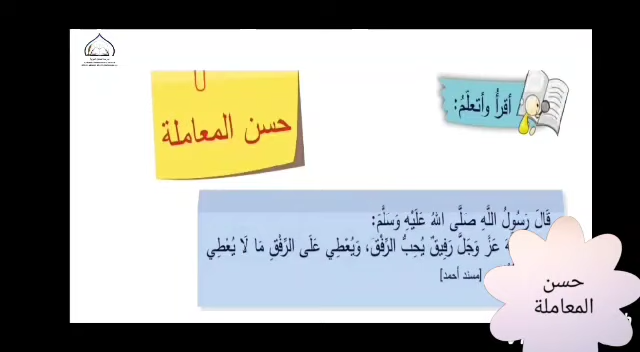 أقرأُ وأتعلَّمُ:
حسن المعاملة
قَالَ رَسُولُ اللَّهِ صَلَّى اللهُ عَلَيْهِ وَسَلَّمَ:
عَزَّ وَجَلَّ رَفِيقٌ يُحِبُّ الرِّفْقَ، وَيُعْطِي عَلَى الرِّفْقِ مَا لَا يُعْطِي
[مسند أحمد]
حسن
المعاملة